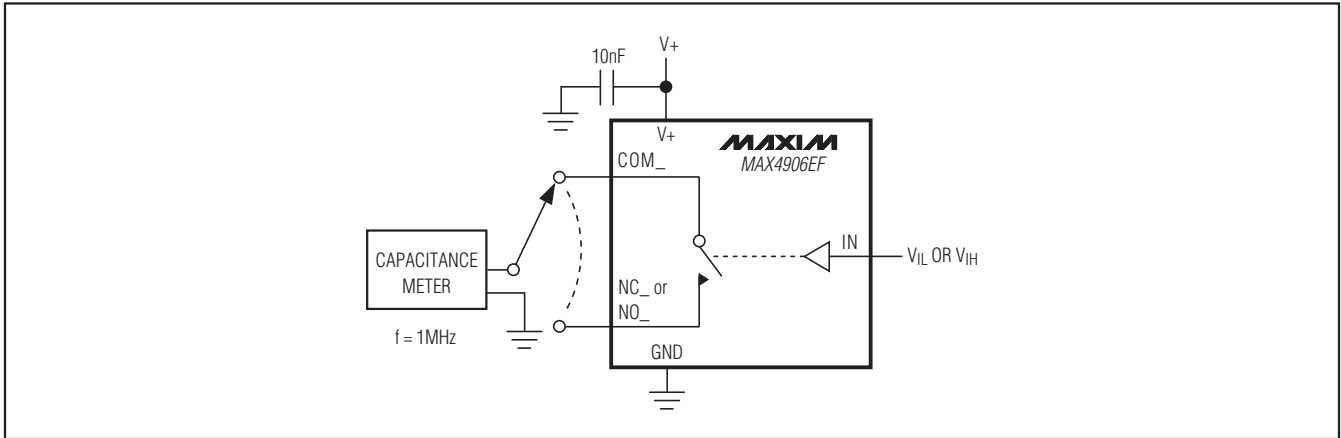 V+
10nF
V+
MAXIM
MAX4906EF
COM_
IN
VIL OR VIH
CAPACITANCE
METER
NC_ or
NO_
f = 1MHz
GND